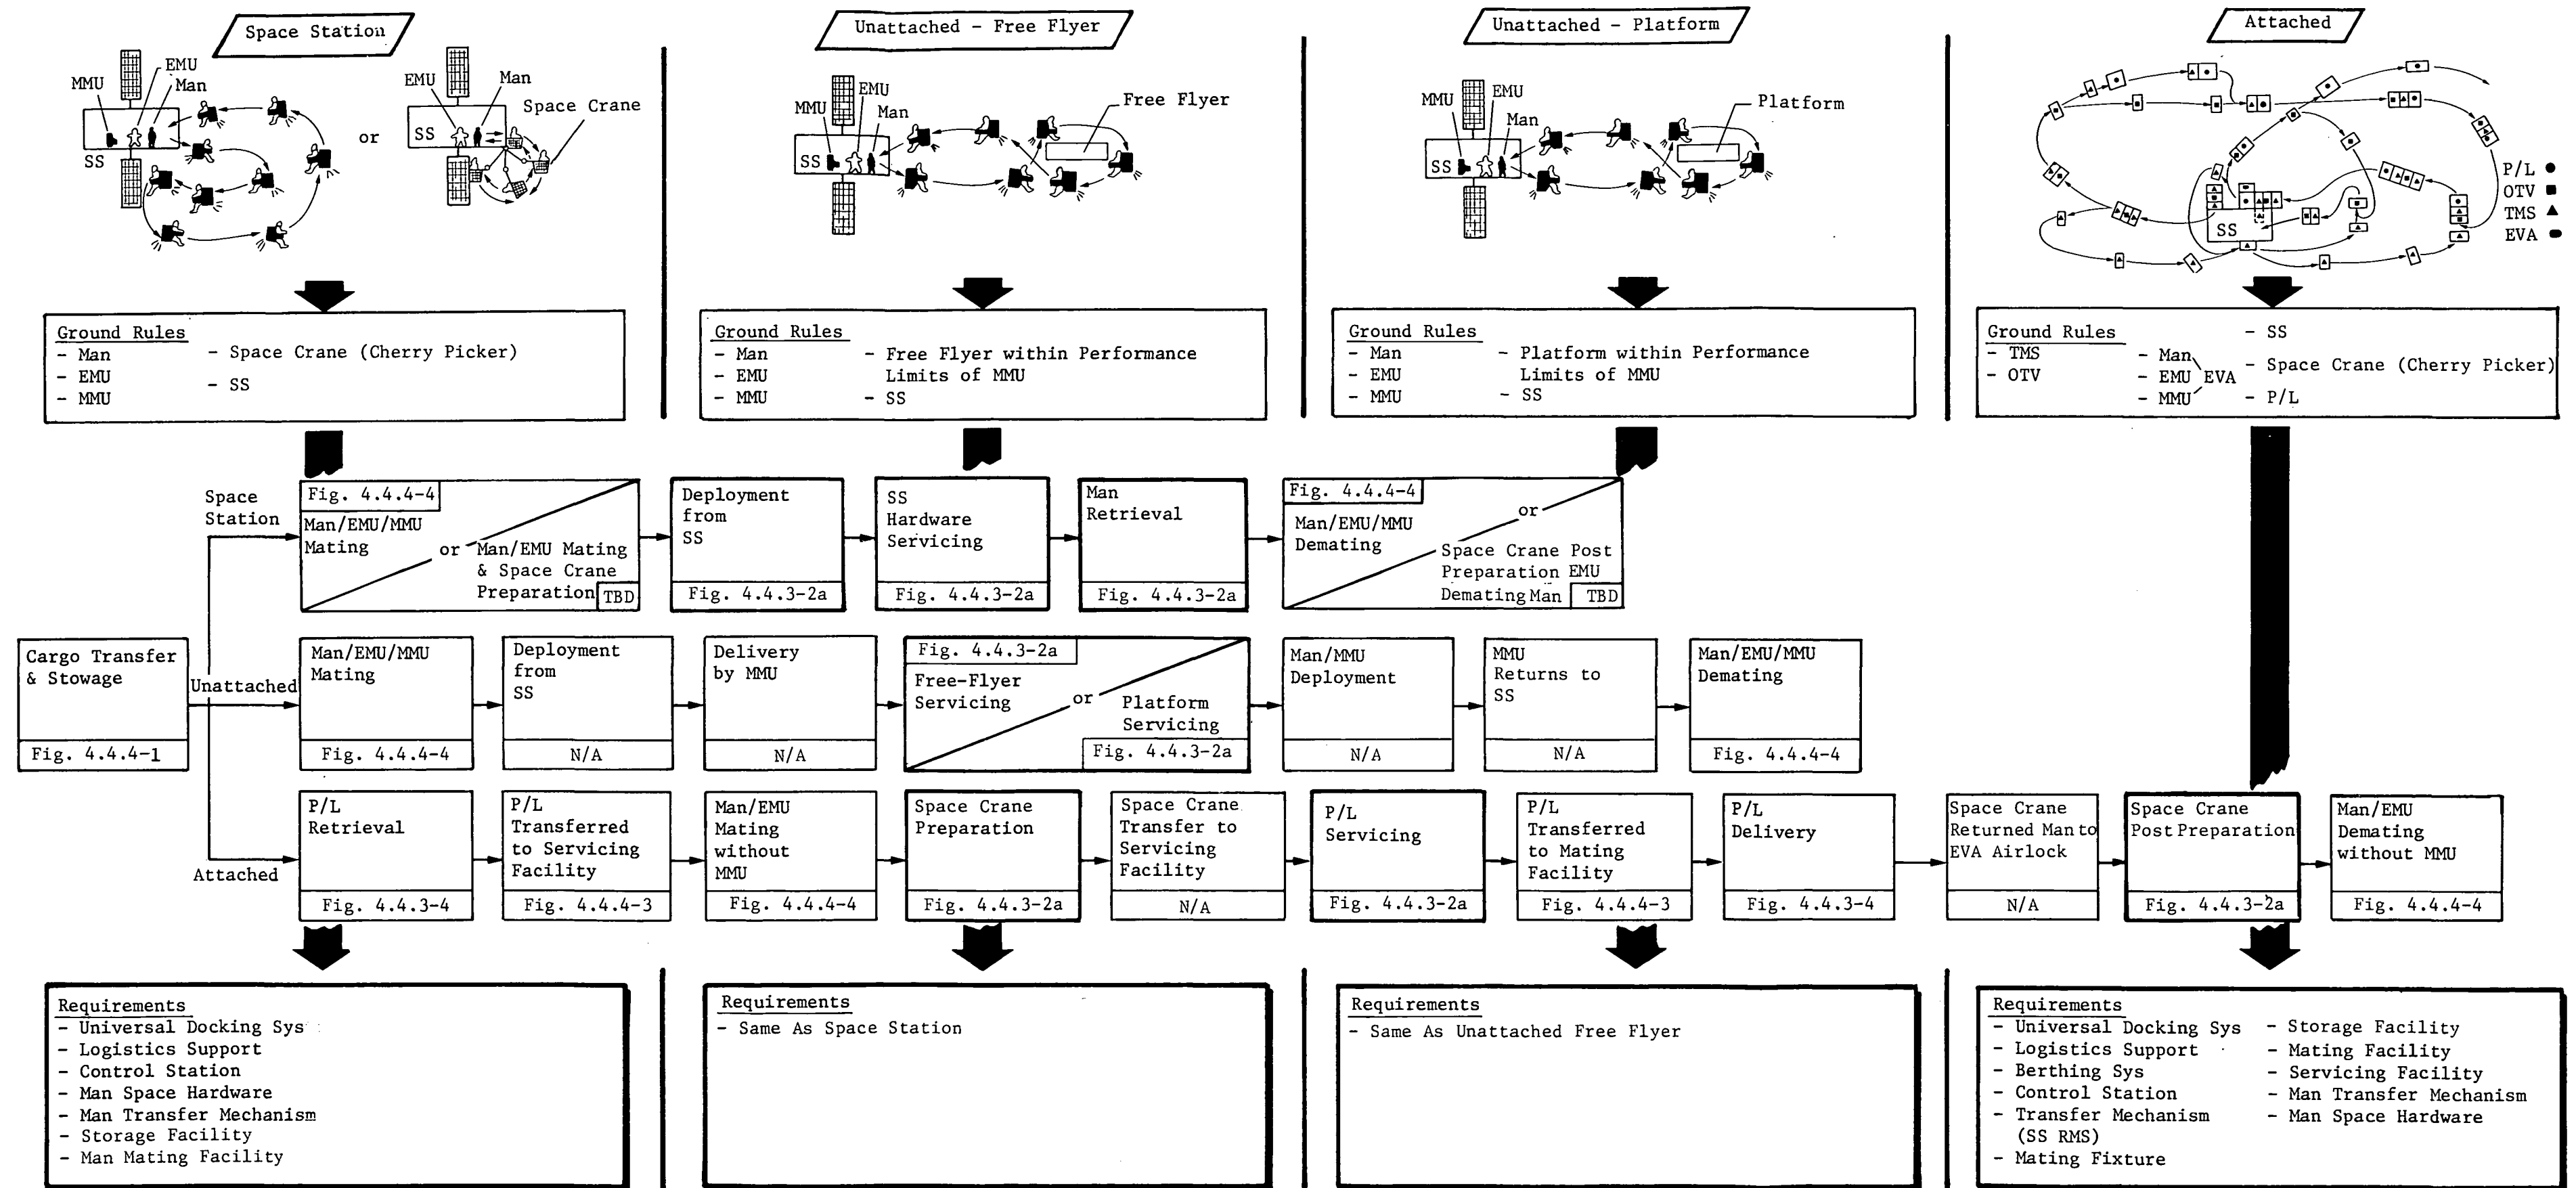 Space Station
MMU
EMU
Man
SS
or
EMU
Man
Space Crane
SS
Unattached - Free Flyer
MMU
EMU
Man
Free Flyer
SS
Unattached - Platform
MMU
EMU
Man
Platform
SS
Attached
P/L
OTV
TMS
EVA
SS
Ground Rules
- Man
- EMU
- MMU
- Space Crane (Cherry Picker)
- SS
Ground Rules
- Man
- EMU
- MMU
- Free Flyer within Performance
Limits of MMU
- SS
Ground Rules
- Man
- EMU
- MMU
- Platform within Performance
Limits of MMU
- SS
Ground Rules
- TMS
- OTV
- Man
- EMU
- MMU
EVA
- SS
- Space Crane (Cherry Picker)
- P/L
Space
Station
Fig. 4.4.4-4
Man/EMU/MMU
Mating
or
Man/EMU Mating
& Space Crane
Preparation
TBD
Deployment
from
SS
Fig. 4.4.3-2a
SS
Hardware
Servicing
Fig. 4.4.3-2a
Man
Retrieval
Fig. 4.4.3-2a
Fig. 4.4.4-4
Man/EMU/MMU
Demating
or
Space Crane Post
Preparation EMU
Demating Man
TBD
Cargo Transfer
& Stowage
Fig. 4.4.4-1
Unattached
Man/EMU/MMU
Mating
Fig. 4.4.4-4
Deployment
from
SS
N/A
Delivery
by MMU
N/A
Fig. 4.4.3-2a
Free-Flyer
Servicing
or
Platform
Servicing
Fig. 4.4.3-2a
Man/MMU
Deployment
N/A
MMU
Returns to
SS
N/A
Man/EMU/MMU
Demating
Fig. 4.4.4-4
Attached
P/L
Retrieval
Fig. 4.4.3-4
P/L
Transferred
to Servicing
Facility
Fig. 4.4.4-3
Man/EMU
Mating
without
MMU
Fig. 4.4.4-4
Space Crane
Preparation
Fig. 4.4.3-2a
Space Crane
Transfer to
Servicing
Facility
N/A
P/L
Servicing
Fig. 4.4.3-2a
P/L
Transferred
to Mating
Facility
Fig. 4.4.4-3
P/L
Delivery
Fig. 4.4.3-4
Space Crane
Returned Man to
EVA Airlock
N/A
Space Crane
Post Preparation
Fig. 4.4.3-2a
Man/EMU
Demating
without MMU
Fig. 4.4.4-4
Requirements
- Universal Docking Sys
- Logistics Support
- Control Station
- Man Space Hardware
- Man Transfer Mechanism
- Storage Facility
- Man Mating Facility
Requirements
- Same As Space Station
Requirements
- Same As Unattached Free Flyer
Requirements
- Universal Docking Sys
- Logistics Support
- Berthing Sys
- Control Station
- Transfer Mechanism
(SS RMS)
- Mating Fixture
- Storage Facility
- Mating Facility
- Servicing Facility
- Man Transfer Mechanism
- Man Space Hardware